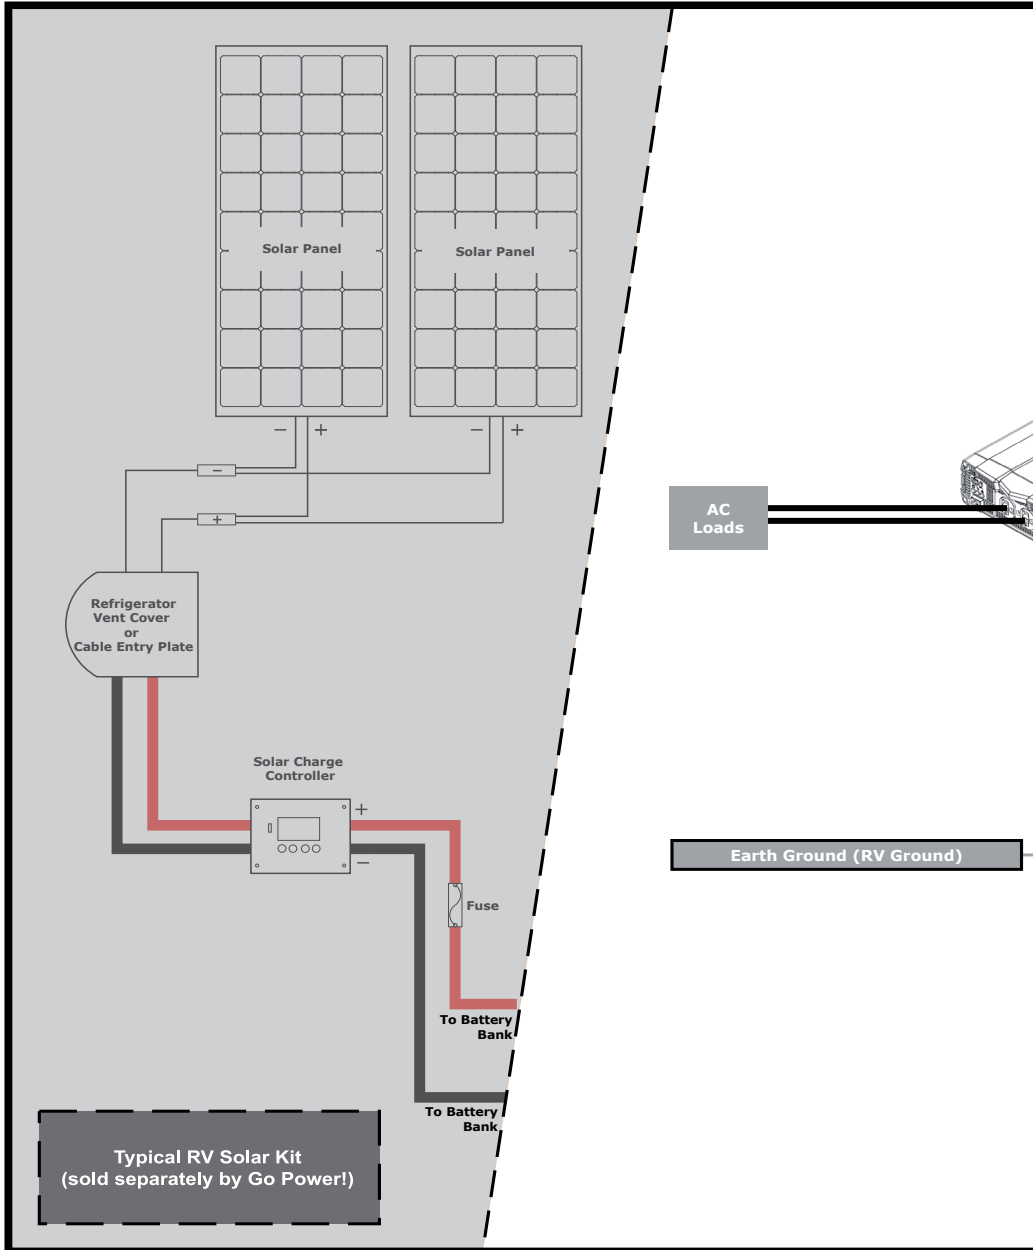 Solar Panel
Solar Panel
− +
− +
−
+
AC
Loads
Refrigerator
Vent Cover
or
Cable Entry Plate
Solar Charge
Controller
+
−
Earth Ground (RV Ground)
Fuse
To Battery
Bank
To Battery
Bank
Typical RV Solar Kit
(sold separately by Go Power!)